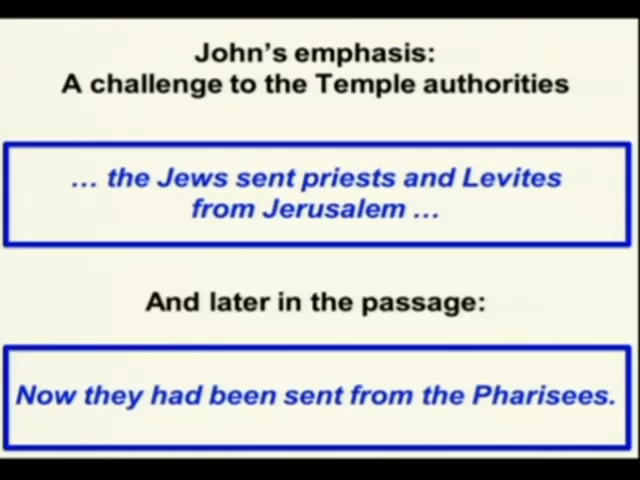 John's emphasis:
A challenge to the Temple authorities
… the Jews sent priests and Levites
from Jerusalem …
And later in the passage:
Now they had been sent from the Pharisees.